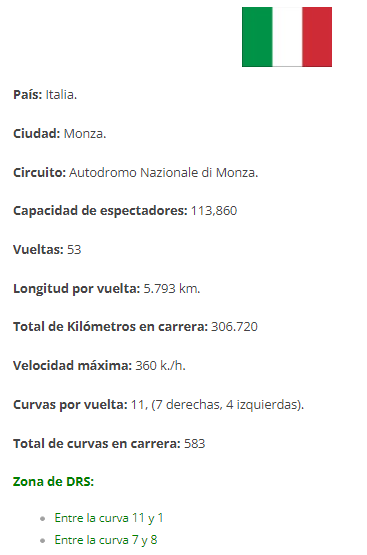 País: Italia.
Ciudad: Monza.
Circuito: Autodromo Nazionale di Monza.
Capacidad de espectadores: 113,860
Vueltas: 53
Longitud por vuelta: 5.793 km.
Total de Kilómetros en carrera: 306.720
Velocidad máxima: 360 k./h.
Curvas por vuelta: 11, (7 derechas, 4 izquierdas).
Total de curvas en carrera: 583
Zona de DRS:
Entre la curva 11 y 1
Entre la curva 7 y 8